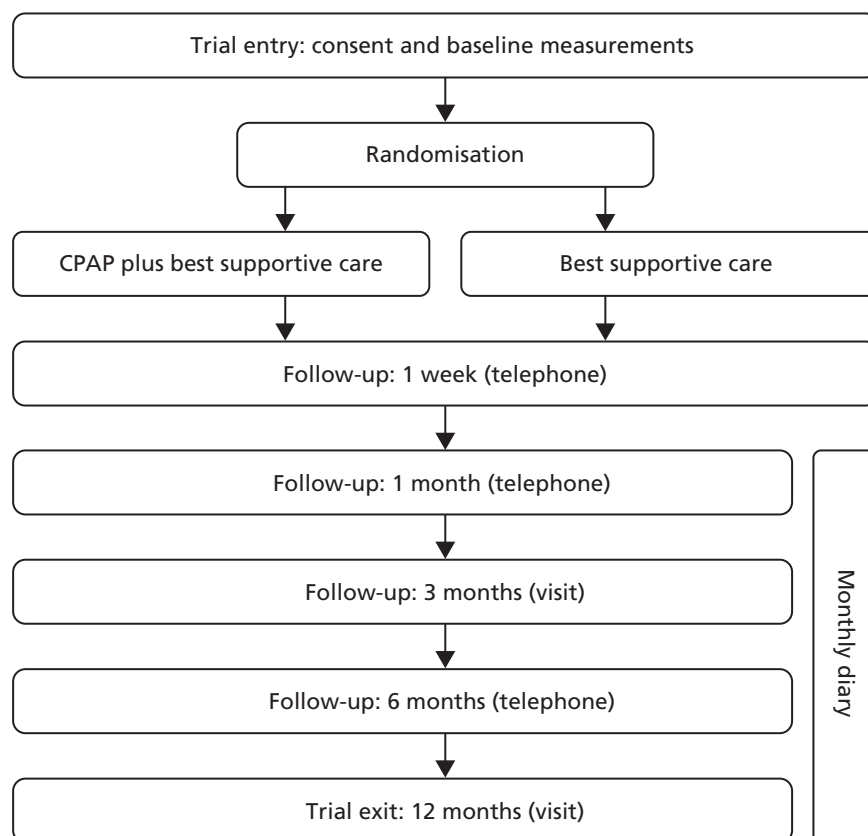 Trial entry: consent and baseline measurements
Randomisation
CPAP plus best supportive care
Best supportive care
Follow-up: 1 week (telephone)
Follow-up: 1 month (telephone)
Follow-up: 3 months (visit)
Follow-up: 6 months (telephone)
Trial exit: 12 months (visit)
Monthly diary